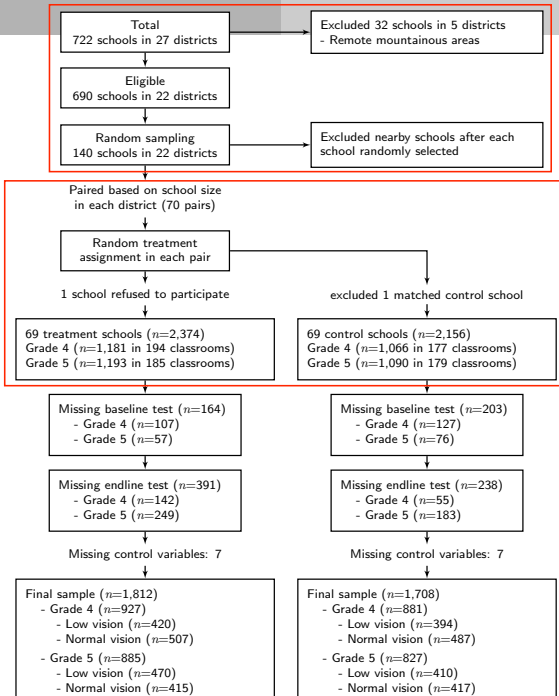 Total
722 schools in 27 districts
Excluded 32 schools in 5 districts
- Remote mountainous areas
Eligible
690 schools in 22 districts
Random sampling
140 schools in 22 districts
Excluded nearby schools after each
school randomly selected
Paired based on school size
in each district (70 pairs)
Random treatment
assignment in each pair
1 school refused to participate
excluded 1 matched control school
69 treatment schools (n=2,374)
Grade 4 (n=1,181 in 194 classrooms)
Grade 5 (n=1,193 in 185 classrooms)
69 control schools (n=2,156)
Grade 4 (n=1,066 in 177 classrooms)
Grade 5 (n=1,090 in 179 classrooms)
Missing baseline test (n=164)
- Grade 4 (n=107)
- Grade 5 (n=57)
Missing baseline test (n=203)
- Grade 4 (n=127)
- Grade 5 (n=76)
Missing endline test (n=391)
- Grade 4 (n=142)
- Grade 5 (n=249)
Missing endline test (n=238)
- Grade 4 (n=55)
- Grade 5 (n=183)
Missing control variables: 7
Missing control variables: 7
Final sample (n=1,812)
- Grade 4 (n=927)
- Low vision (n=420)
- Normal vision (n=507)
- Grade 5 (n=885)
- Low vision (n=470)
- Normal vision (n=415)
Final sample (n=1,708)
- Grade 4 (n=881)
- Low vision (n=394)
- Normal vision (n=487)
- Grade 5 (n=827)
- Low vision (n=410)
- Normal vision (n=417)